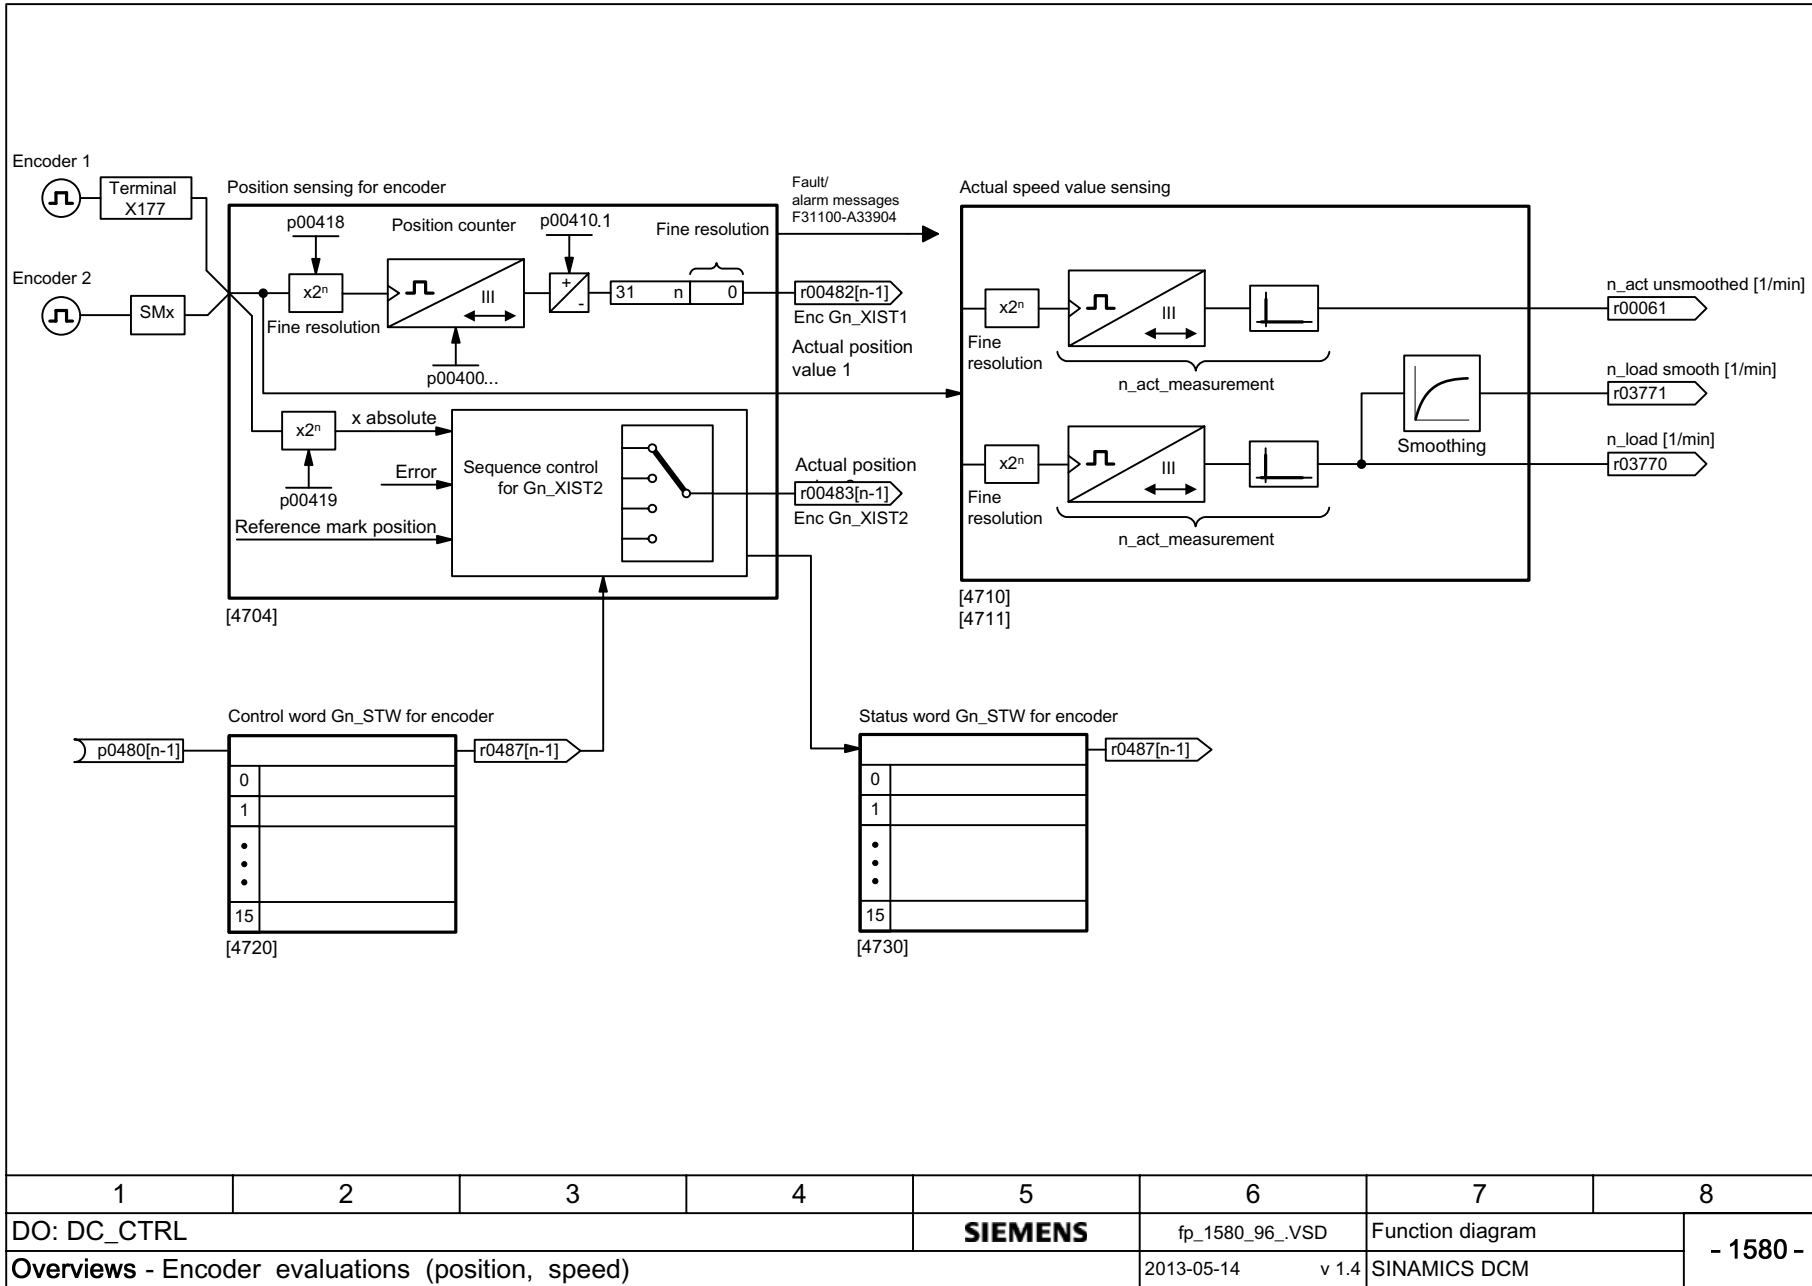 Encoder 1
Terminal
X177
Encoder 2
SMx
Position sensing for encoder
p00418
Position counter
p00410.1
Fine resolution
x2ⁿ
Fine resolution
III
+
-
31 n 0
p00400...
r00482[n-1]
Enc Gn_XIST1
Actual position
value 1
Fault/
alarm messages
F31100-A33904
x2ⁿ
x absolute
p00419
Error
Reference mark position
Sequence control
for Gn_XIST2
Actual position
r00483[n-1]
Enc Gn_XIST2
[4704]
Actual speed value sensing
x2ⁿ
Fine
resolution
III
n_act_measurement
x2ⁿ
Fine
resolution
III
n_act_measurement
Smoothing
n_act unsmoothed [1/min]
r00061
n_load smooth [1/min]
r03771
n_load [1/min]
r03770
[4710]
[4711]
Control word Gn_STW for encoder
p0480[n-1]
r0487[n-1]
0
1
15
[4720]
Status word Gn_STW for encoder
r0487[n-1]
0
1
15
[4730]
1 2 3 4 5 6 7 8
DO: DC_CTRL
SIEMENS
fp_1580_96_.VSD
Function diagram
- 1580 -
Overviews - Encoder evaluations (position, speed)
2013-05-14 v 1.4
SINAMICS DCM